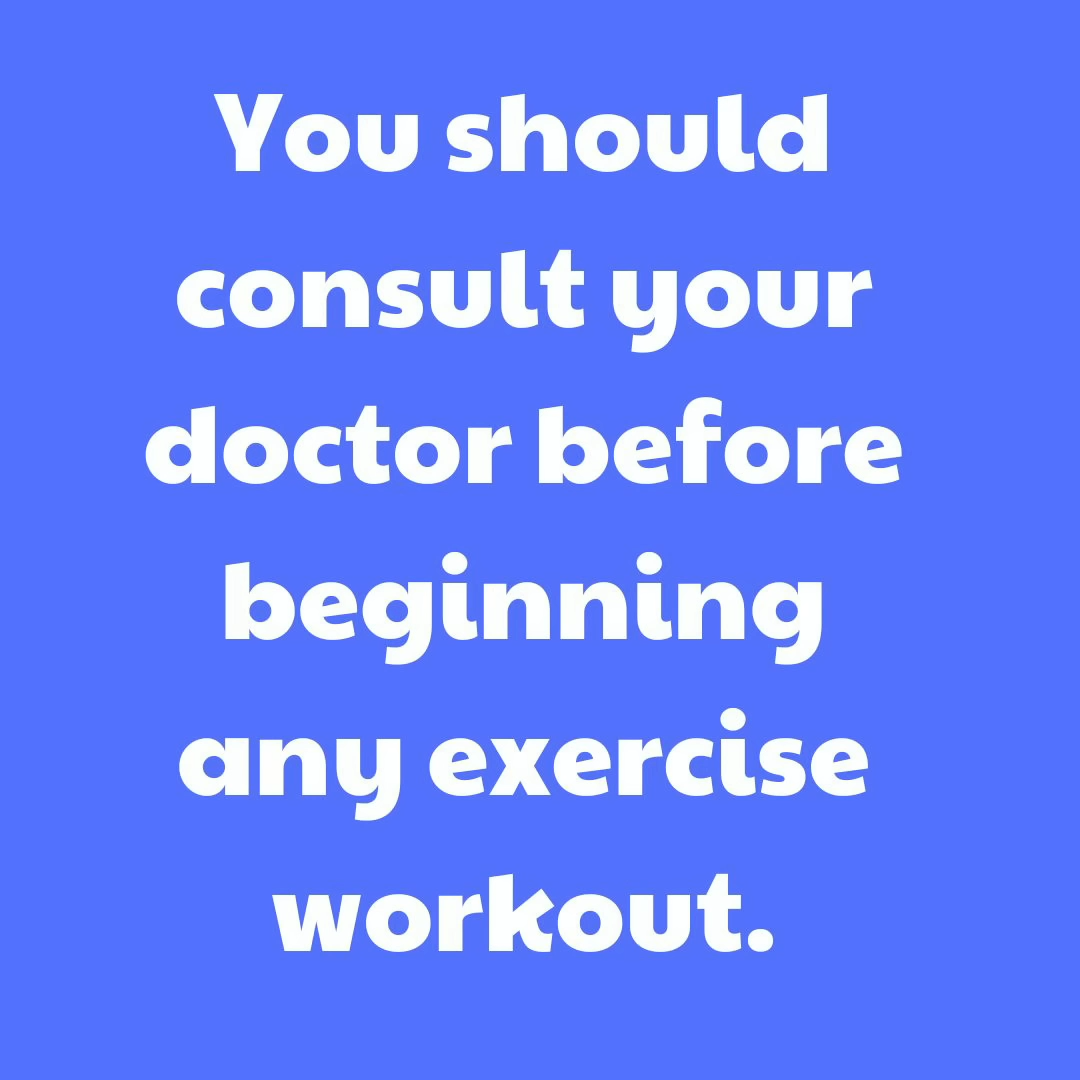 You should
consult your
doctor before
beginning
any exercise
workout.